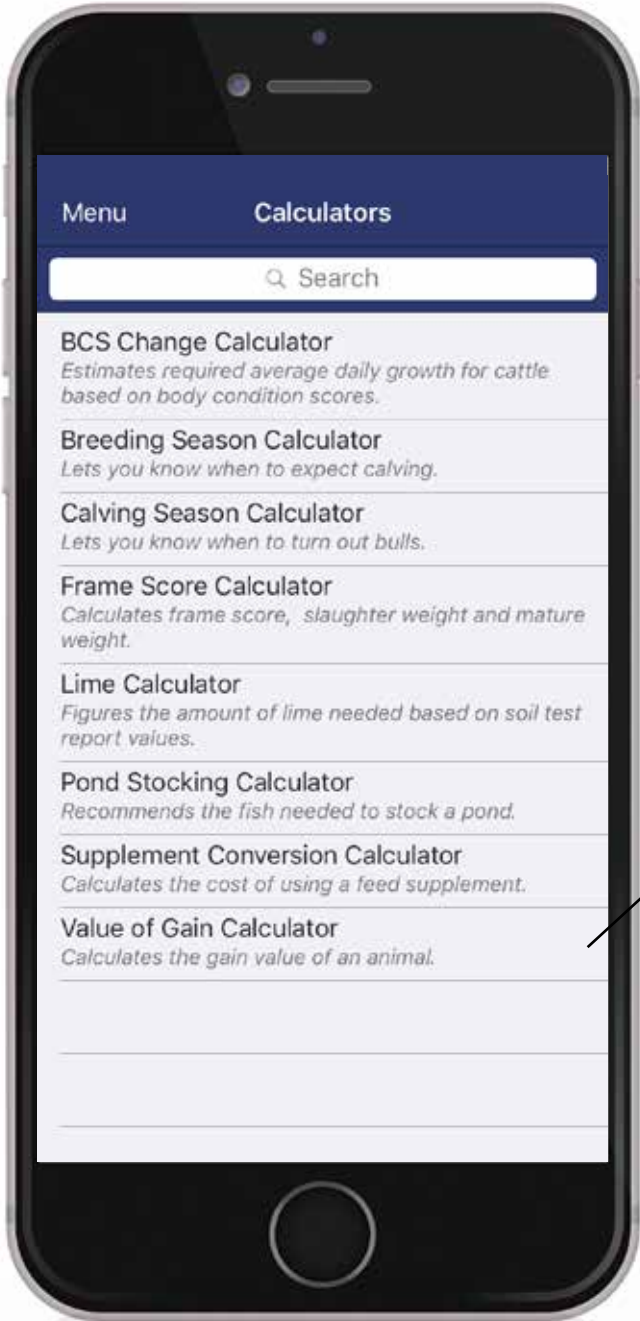 Menu Calculators
Search
BCS Change Calculator
Estimates required average daily growth for cattle
based on body condition scores.
Breeding Season Calculator
Lets you know when to expect calving.
Calving Season Calculator
Lets you know when to turn out bulls.
Frame Score Calculator
Calculates frame score, slaughter weight and mature
weight.
Lime Calculator
Figures the amount of lime needed based on soil test
report values.
Pond Stocking Calculator
Recommends the fish needed to stock a pond.
Supplement Conversion Calculator
Calculates the cost of using a feed supplement.
Value of Gain Calculator
Calculates the gain value of an animal.